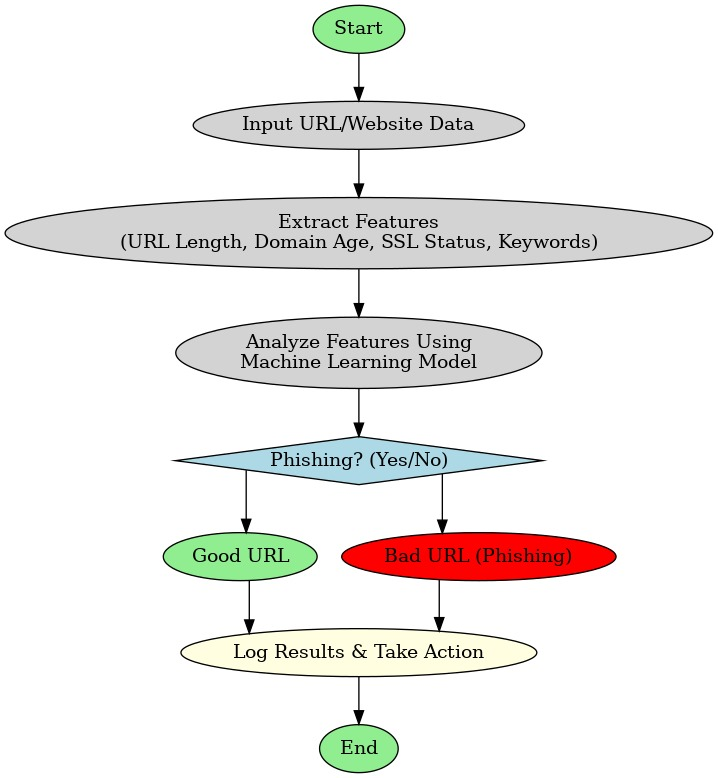 Start
Input URL/Website Data
Extract Features
(URL Length, Domain Age, SSL Status, Keywords)
Analyze Features Using
Machine Learning Model
Phishing? (Yes/No)
Good URL
Bad URL (Phishing)
Log Results & Take Action
End